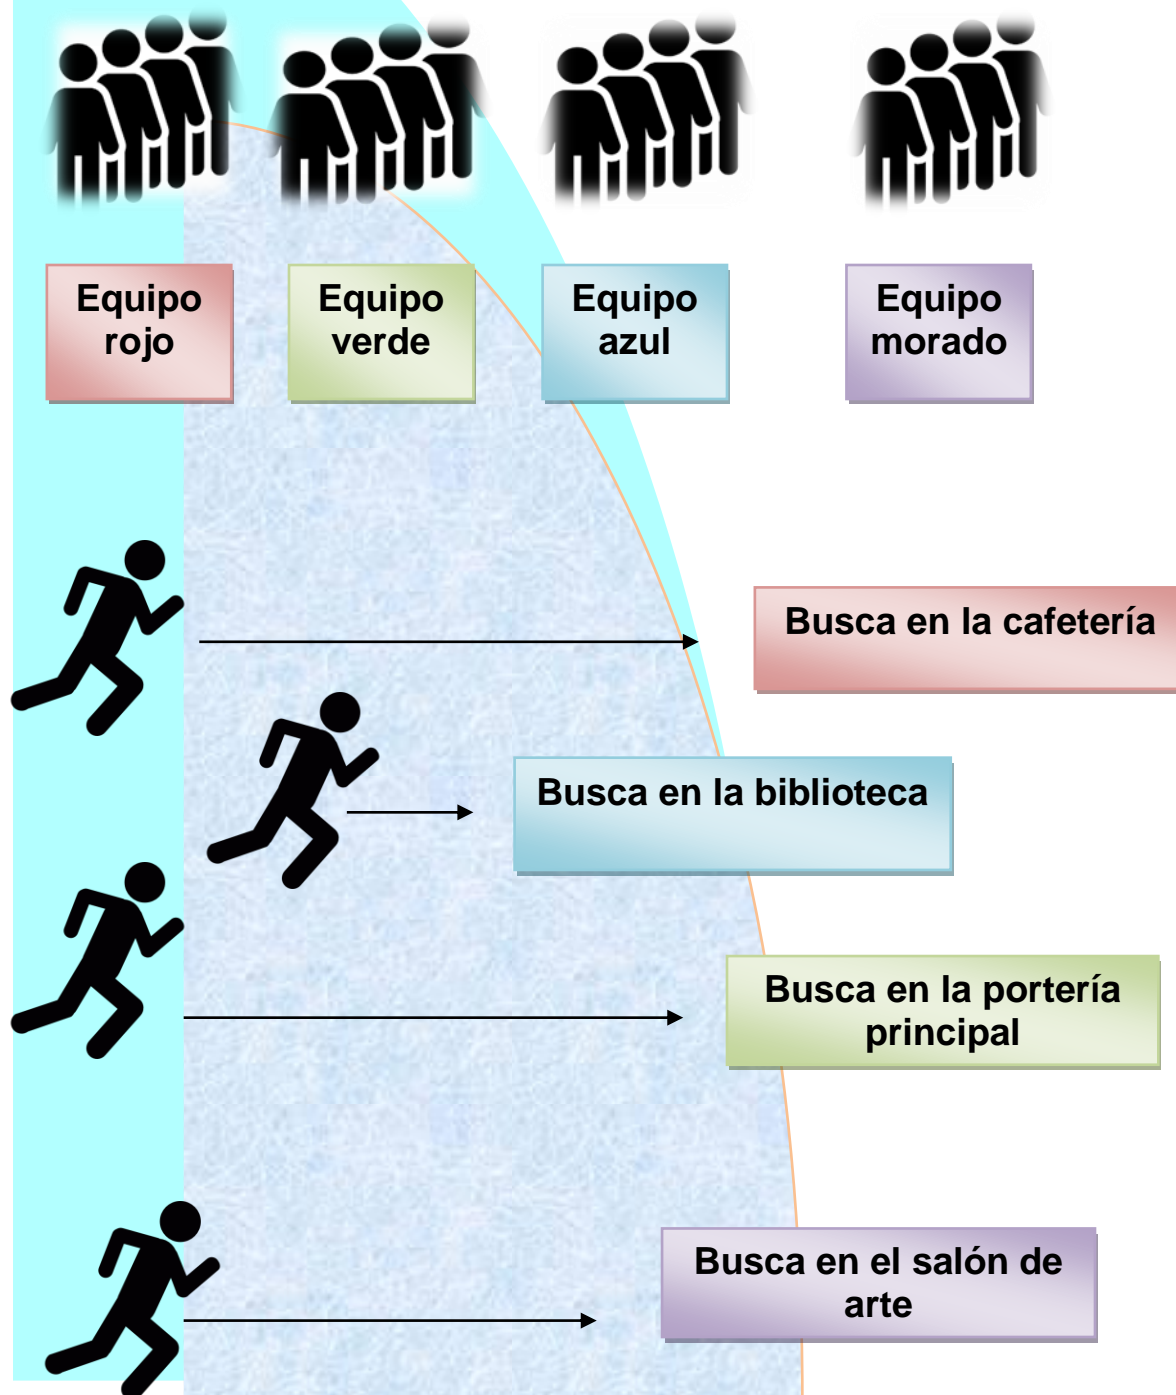 Equipo
rojo
Equipo
verde
Equipo
azul
Equipo
morado
Busca en la cafetería
Busca en la biblioteca
Busca en la portería
principal
Busca en el salón de
arte